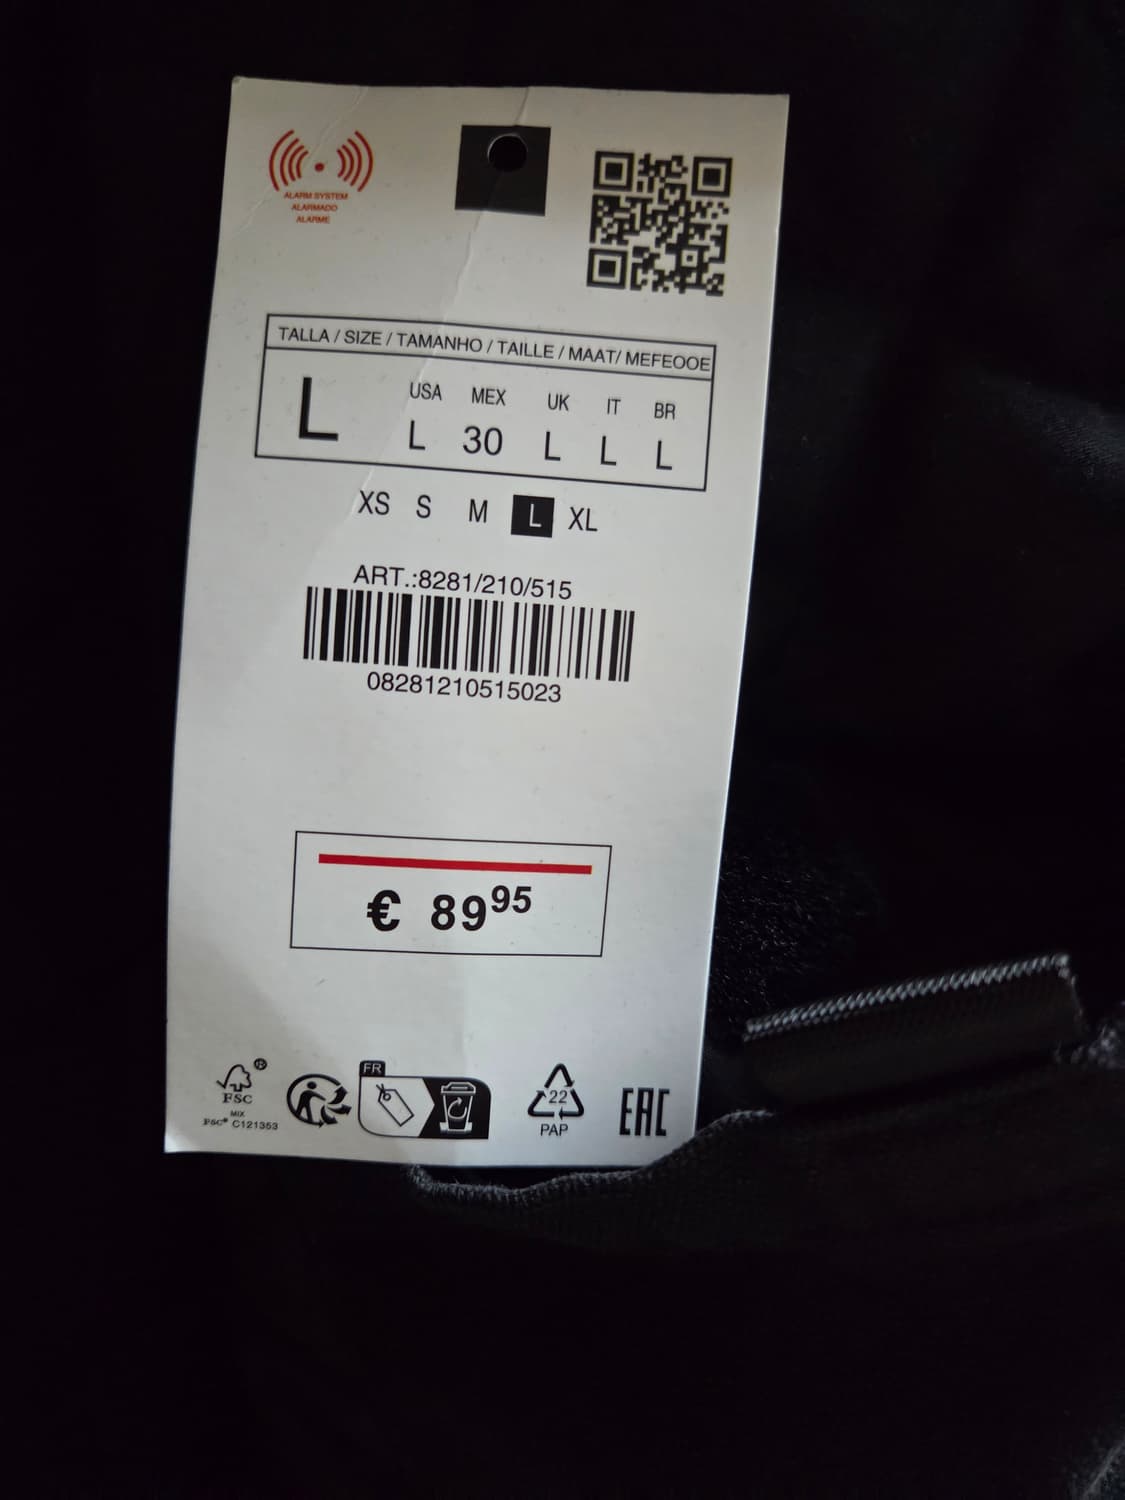 ALARM SYSTEM
ALARMADO
ALARME
TALLA / SIZE / TAMANHO / TAILLE / MAAT/ MEFEOOE
L
USA MEX UK IT BR
L 30 L L L
XS S M L XL
ART.:8281/210/515
08281210515023
€ 89 95
FR
FSC
MIX
FSC® C121353
22
PAP
EAC